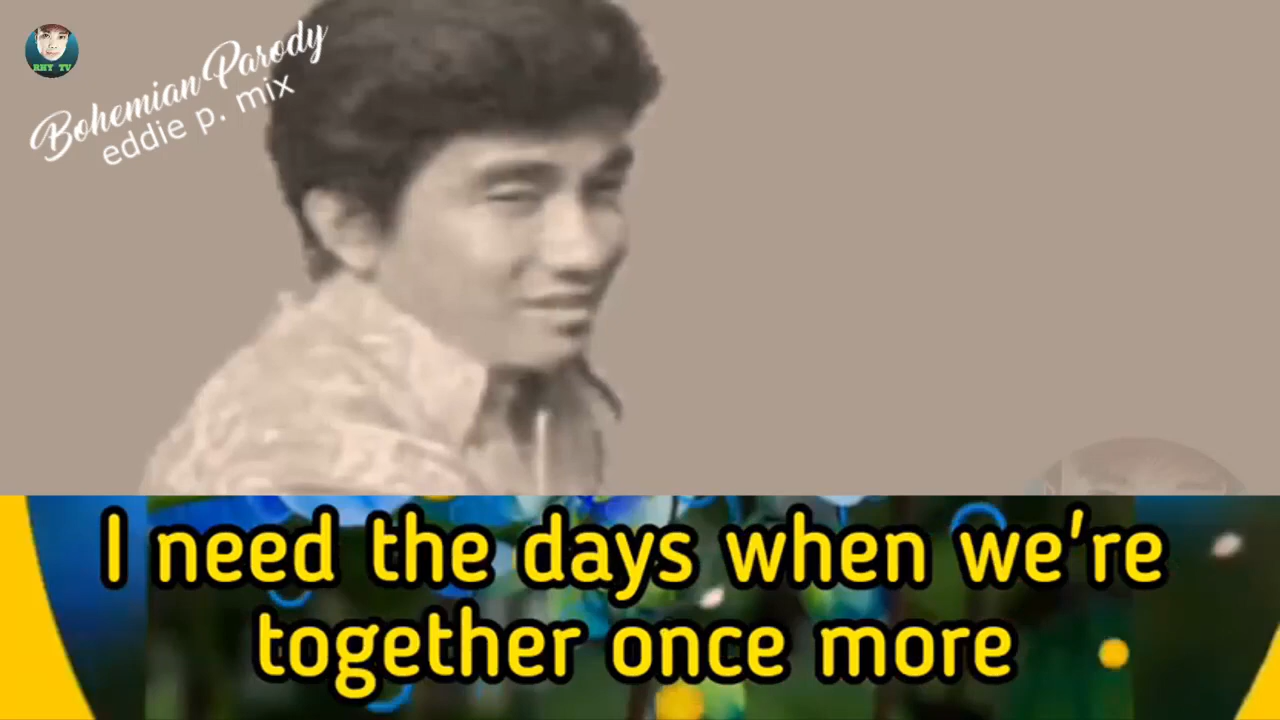 RHY TV
Bohemian Parody
eddie p. mix
I need the days when we're
together once more